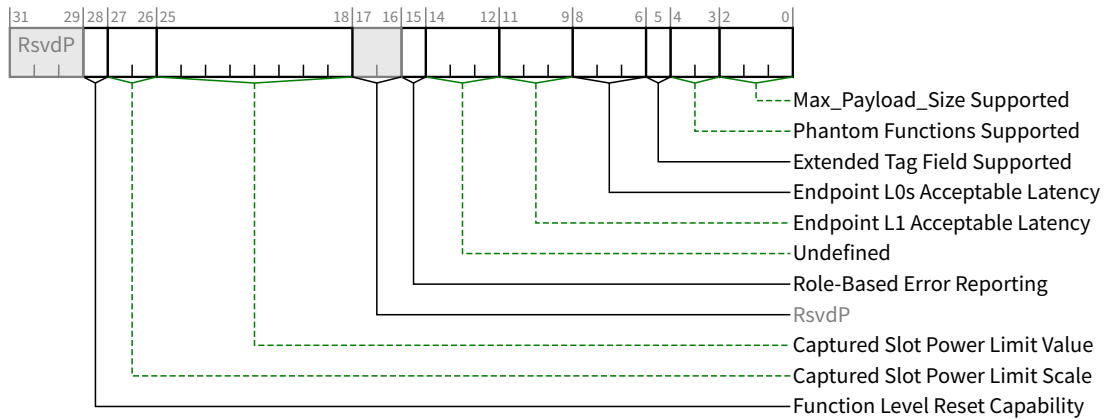 31 29 28 27 26 25 18 17 16 15 14 12 11 9 8 6 5 4 3 2 0
RsvdP
Max_Payload_Size Supported
Phantom Functions Supported
Extended Tag Field Supported
Endpoint L0s Acceptable Latency
Endpoint L1 Acceptable Latency
Undefined
Role-Based Error Reporting
RsvdP
Captured Slot Power Limit Value
Captured Slot Power Limit Scale
Function Level Reset Capability